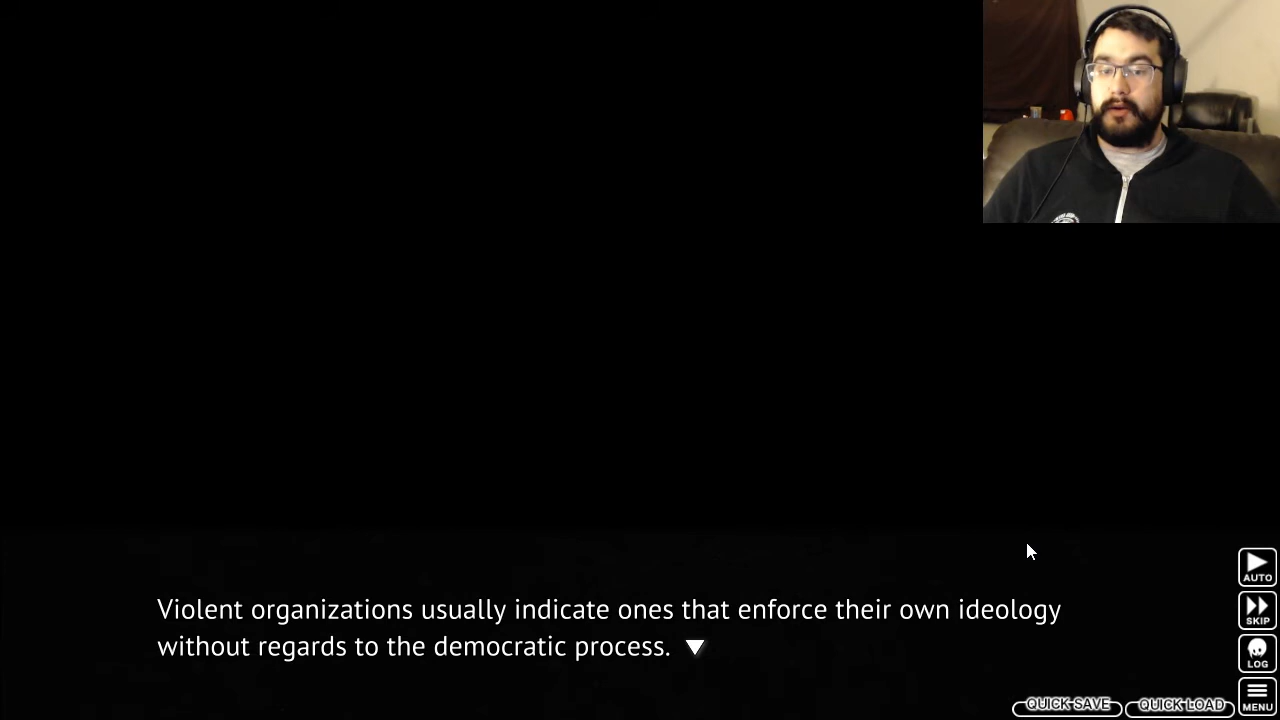 Violent organizations usually indicate ones that enforce their own ideology
without regards to the democratic process.
AUTO
SKIP
LOG
MENU
QUICK SAVE QUICK LOAD